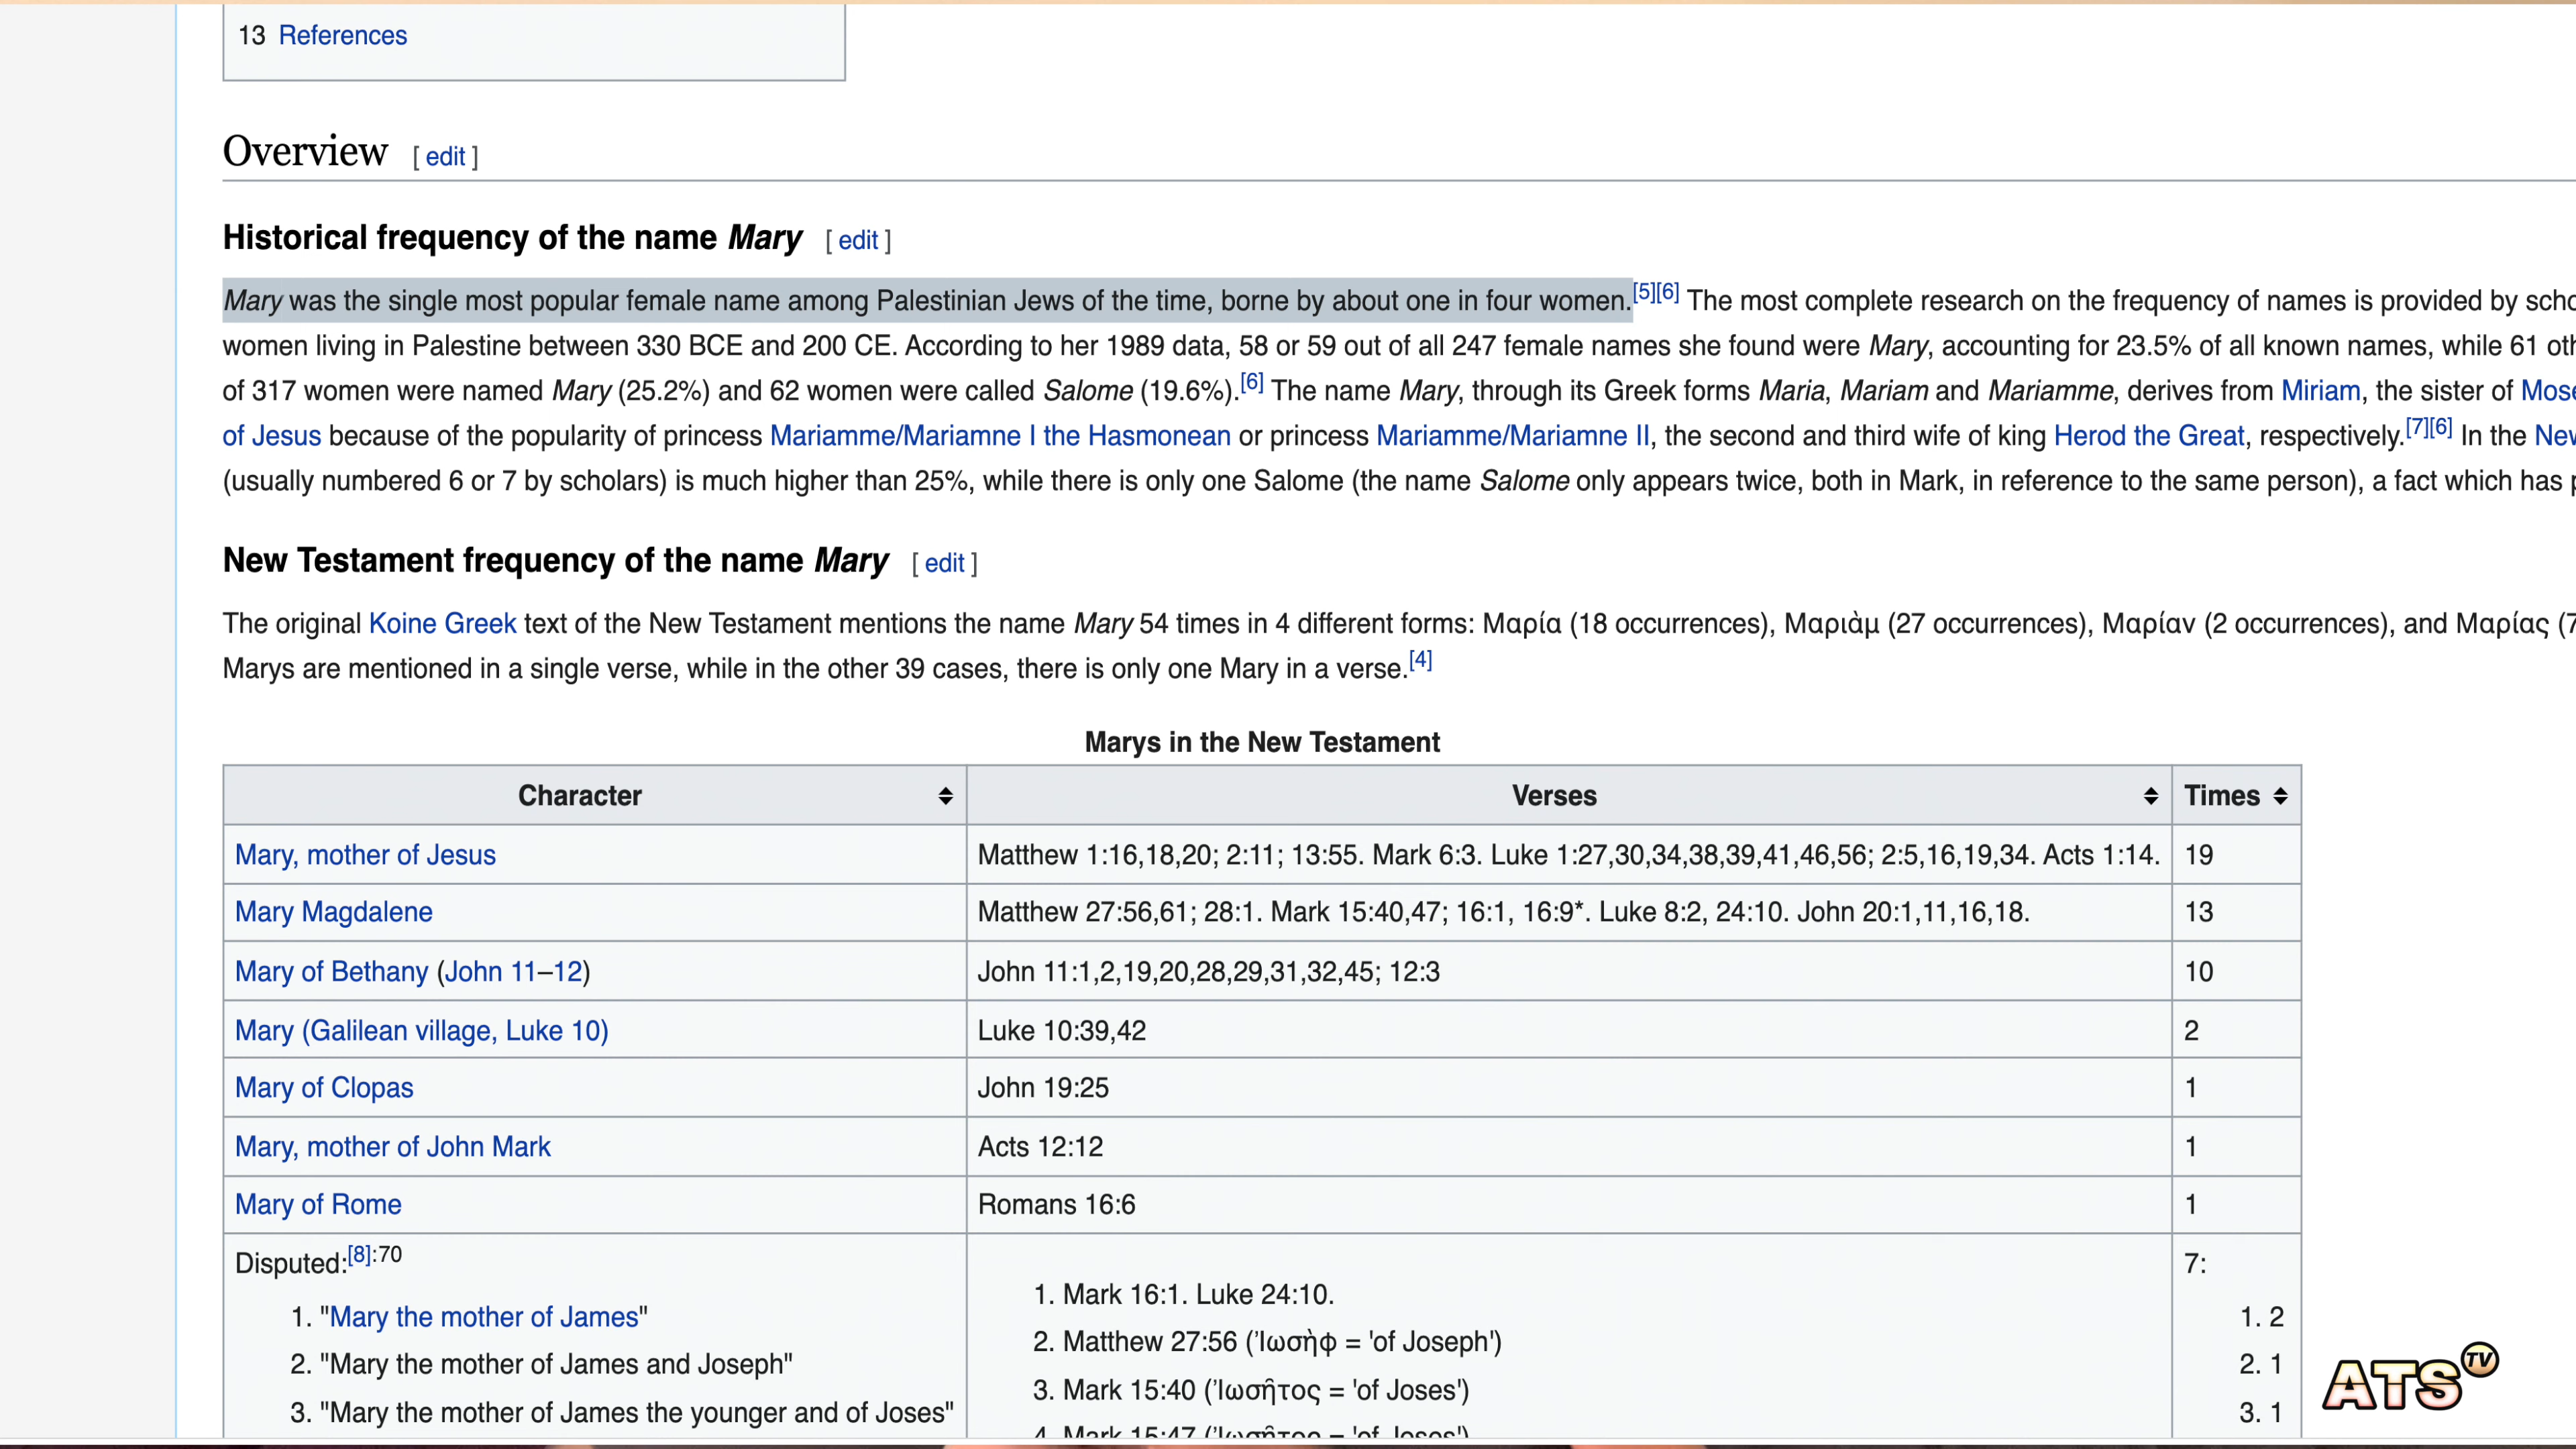 13 References
Overview [ edit ]
Historical frequency of the name Mary [ edit ]
Mary was the single most popular female name among Palestinian Jews of the time, borne by about one in four women.[5][6] The most complete research on the frequency of names is provided by
women living in Palestine between 330 BCE and 200 CE. According to her 1989 data, 58 or 59 out of all 247 female names she found were Mary, accounting for 23.5% of all known names, while 61
of 317 women were named Mary (25.2%) and 62 women were called Salome (19.6%).[6] The name Mary, through its Greek forms Maria, Mariam and Mariamme, derives from Miriam, the sister of
of Jesus because of the popularity of princess Mariamme/Mariamne I the Hasmonean or princess Mariamme/Mariamne II, the second and third wife of king Herod the Great, respectively.[7][6] In the
(usually numbered 6 or 7 by scholars) is much higher than 25%, while there is only one Salome (the name Salome only appears twice, both in Mark, in reference to the same person), a fact which has
New Testament frequency of the name Mary [ edit ]
The original Koine Greek text of the New Testament mentions the name Mary 54 times in 4 different forms: Μαρία (18 occurrences), Μαριὰμ (27 occurrences), Μαρίαν (2 occurrences), and Μαρίας (7
Marys are mentioned in a single verse, while in the other 39 cases, there is only one Mary in a verse.[4]
Marys in the New Testament
Character Verses Times
Mary, mother of Jesus Matthew 1:16,18,20; 2:11; 13:55. Mark 6:3. Luke 1:27,30,34,38,39,41,46,56; 2:5,16,19,34. Acts 1:14. 19
Mary Magdalene Matthew 27:56,61; 28:1. Mark 15:40,47; 16:1, 16:9*. Luke 8:2, 24:10. John 20:1,11,16,18. 13
Mary of Bethany (John 11–12) John 11:1,2,19,20,28,29,31,32,45; 12:3 10
Mary (Galilean village, Luke 10) Luke 10:39,42 2
Mary of Clopas John 19:25 1
Mary, mother of John Mark Acts 12:12 1
Mary of Rome Romans 16:6 1
Disputed:[8]:70 7:
1. "Mary the mother of James" 1. Mark 16:1. Luke 24:10. 1. 2
2. "Mary the mother of James and Joseph" 2. Matthew 27:56 (Ἰωσὴφ = 'of Joseph') 2. 1
3. "Mary the mother of James the younger and of Joses" 3. Mark 15:40 (Ἰωσῆτος = 'of Joses') 3. 1
4. Mark 15:47 (Ἰωσῆτος = 'of Joses')
ATS TV